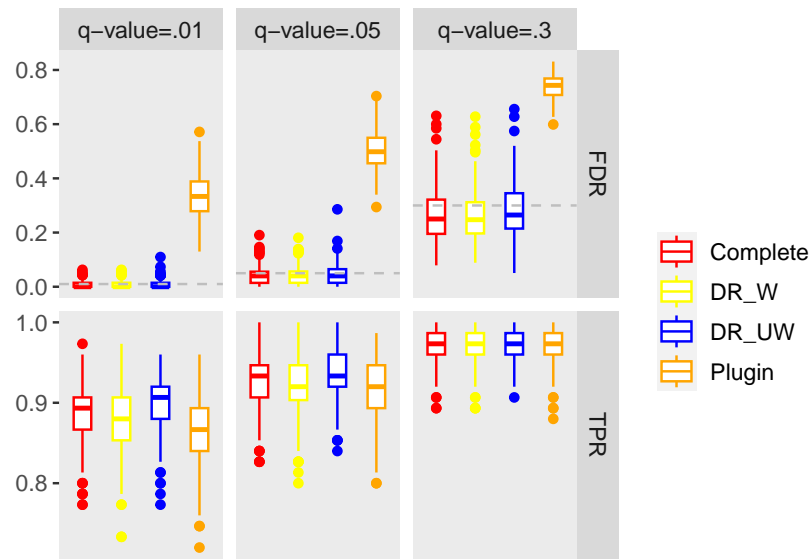 q-value=.01 q-value=.05 q-value=.3
0.8
0.6
0.4
0.2
0.0
FDR
1.0
0.9
0.8
TPR
Complete
DR_W
DR_UW
Plugin